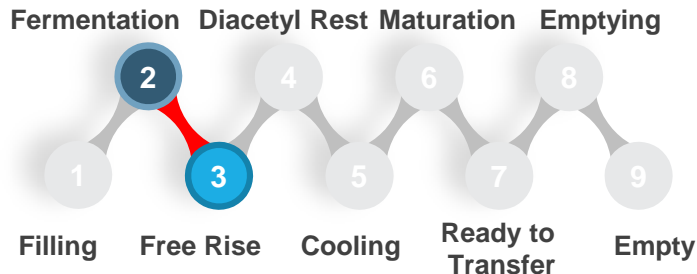 Fermentation Diacetyl Rest Maturation Emptying
2 4 6 8
1 3 5 7 9
Filling Free Rise Cooling Ready to Transfer Empty